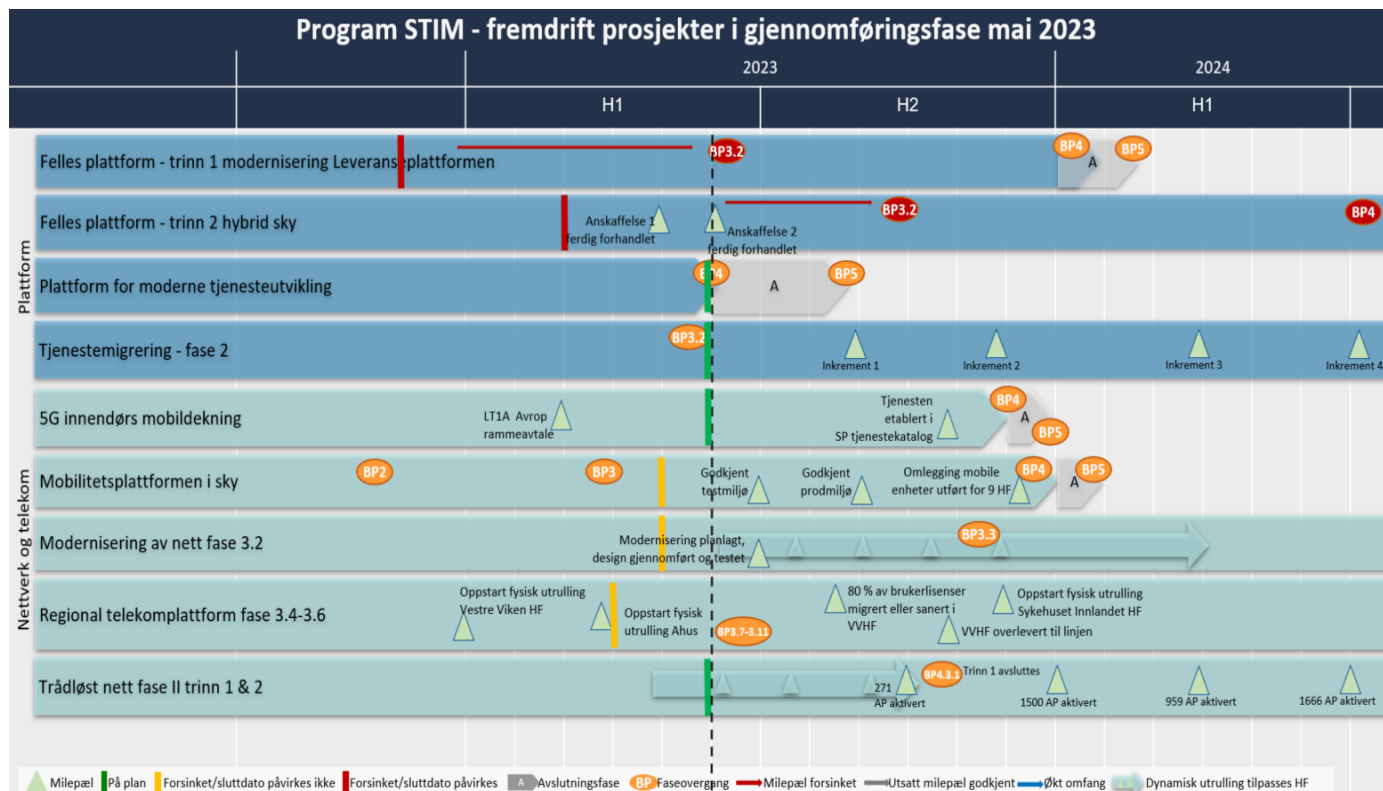 Program STIM - fremdrift prosjekter i gjennomføringsfase mai 2023
2023
2024
H1
H2
H1
Plattform
Felles plattform - trinn 1 modernisering Leveranseplattformen
BP3.2
BP4
A
BP5
Felles plattform - trinn 2 hybrid sky
Anskaffelse 1
ferdig forhandlet
Anskaffelse 2
ferdig forhandlet
BP3.2
BP4
Plattform for moderne tjenesteutvikling
BP4
A
BP5
Tjenestemigrering - fase 2
BP3.2
Inkrement 1
Inkrement 2
Inkrement 3
Inkrement 4
Nettverk og telekom
5G innendørs mobildekning
LT1A Avrop
rammeavtale
Tjenesten
etablert i
SP tjenestekatalog
BP4
A
BP5
Mobilitetsplattformen i sky
BP2
BP3
Godkjent
testmiljø
Godkjent
prodmiljø
Omlegging mobile
enheter utført for 9 HF
BP4
A
BP5
Modernisering av nett fase 3.2
Modernisering planlagt,
design gjennomført og testet
BP3.3
Regional telekomplattform fase 3.4-3.6
Oppstart fysisk utrulling
Vestre Viken HF
Oppstart fysisk
utrulling Ahus
BP3.7-3.11
80 % av brukerlisenser
migrert eller sanert i
VVHF
VVHF overlevert til linjen
Oppstart fysisk utrulling
Sykehuset Innlandet HF
Trådløst nett fase II trinn 1 & 2
271
AP aktivert
BP4.3.1
Trinn 1 avsluttes
1500 AP aktivert
959 AP aktivert
1666 AP aktivert
Milepæl
På plan
Forsinket/sluttdato påvirkes ikke
Forsinket/sluttdato påvirkes
A
Avslutningsfase
BP
Faseovergang
Milepæl forsinket
Utsatt milepæl godkjent
Økt omfang
Dynamisk utrulling tilpasses HF